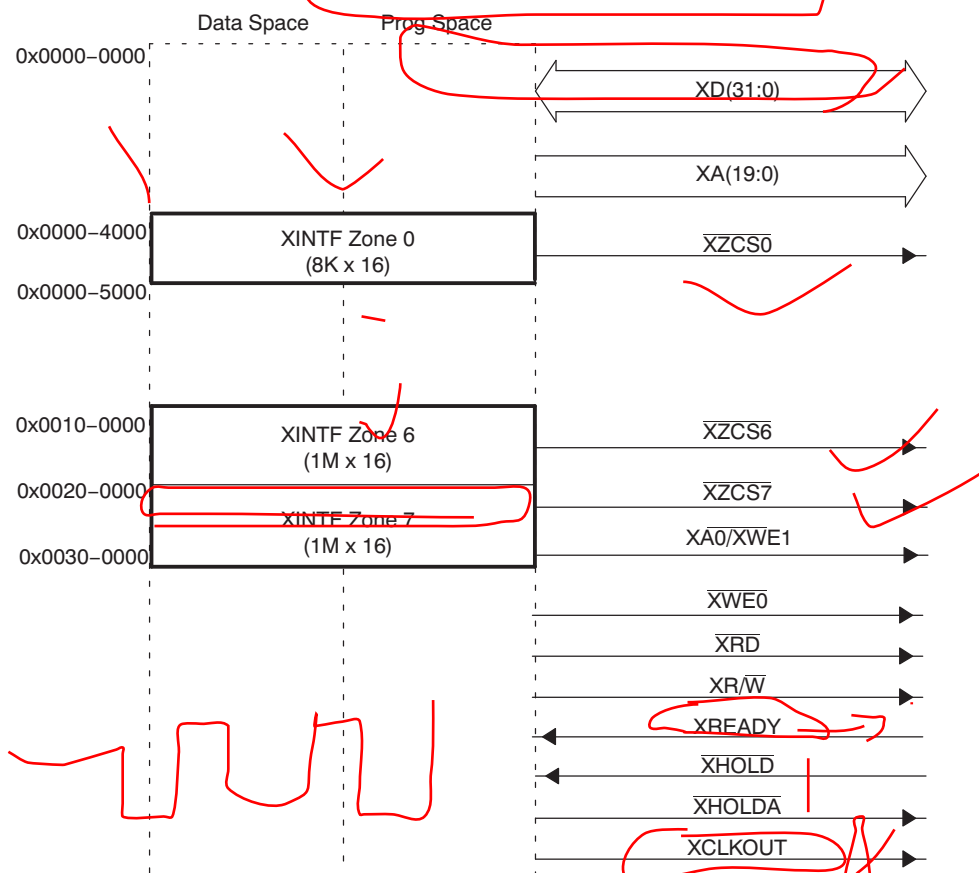 Data Space Prog Space
0x0000−0000
XD(31:0)
XA(19:0)
0x0000−4000
XINTF Zone 0
(8K x 16)
XZCS0
0x0000−5000
0x0010−0000
XINTF Zone 6
(1M x 16)
XZCS6
0x0020−0000
XZCS7
XINTF Zone 7
(1M x 16)
XA0/XWE1
0x0030−0000
XWE0
XRD
XR/W
XREADY
XHOLD
XHOLDA
XCLKOUT